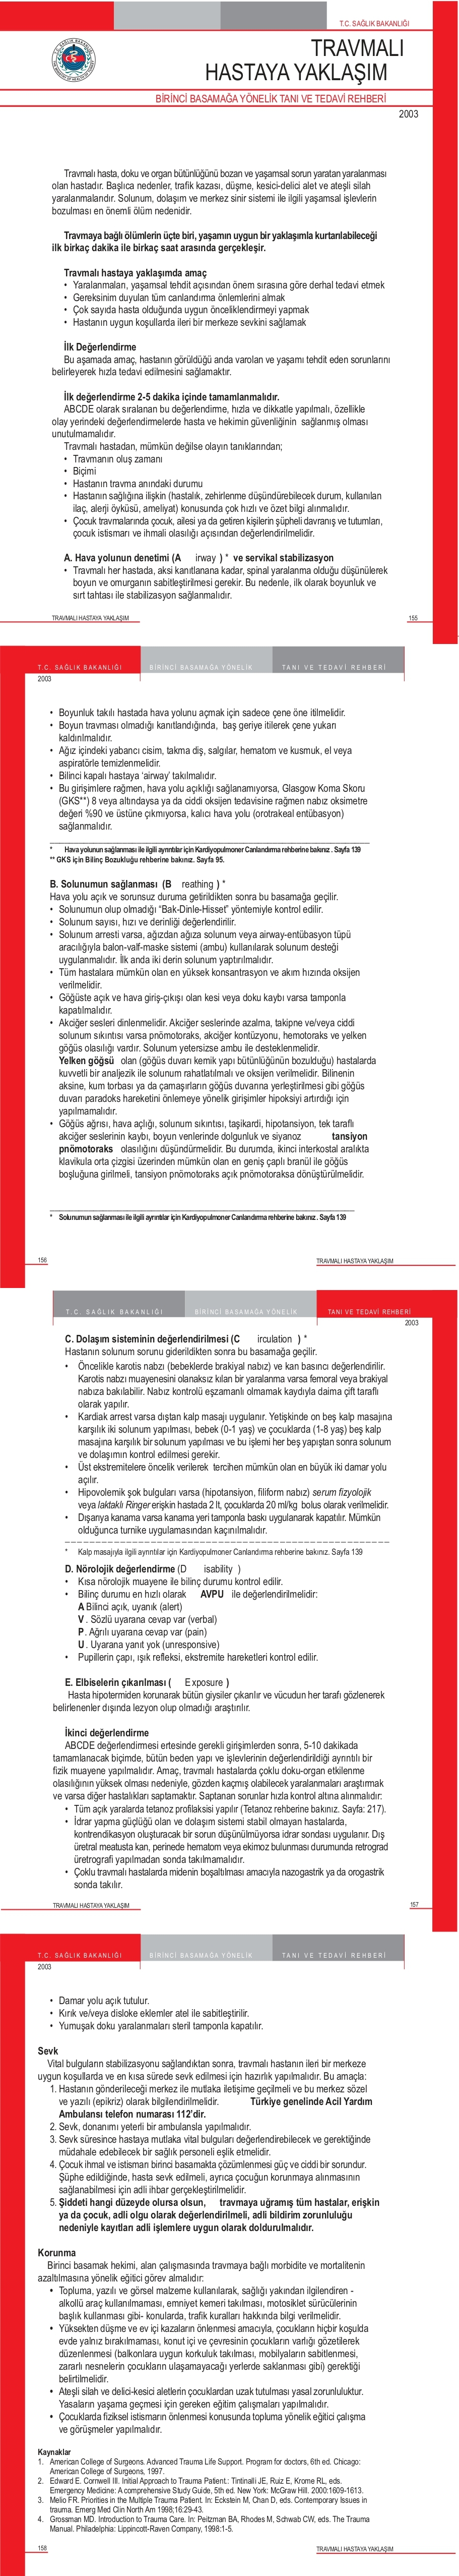 T.C. SAĞLIK BAKANLIĞI
TRAVMALI
HASTAYA YAKLAŞIM
BİRİNCİ BASAMAĞA YÖNELİK TANI VE TEDAVİ REHBERİ
2003
Travmalı hasta, doku ve organ bütünlüğünü bozan ve yaşamsal sorun yaratan yaralanması
olan hastadır. Başlıca nedenler, trafik kazası, düşme, kesici-delici alet ve ateşli silah
yaralanmalarıdır. Solunum, dolaşım ve merkez sinir sistemi ile ilgili yaşamsal işlevlerin
bozulması en önemli ölüm nedenidir.
Travmaya bağlı ölümlerin üçte biri, yaşamın uygun bir yaklaşımla kurtarılabileceği
ilk birkaç dakika ile birkaç saat arasında gerçekleşir.
Travmalı hastaya yaklaşımda amaç
• Yaralanmaları, yaşamsal tehdit açısından önem sırasına göre derhal tedavi etmek
• Gereksinim duyulan tüm canlandırma önlemlerini almak
• Çok sayıda hasta olduğunda uygun önceliklendirmeyi yapmak
• Hastanın uygun koşullarda ileri bir merkeze sevkini sağlamak
İlk Değerlendirme
Bu aşamada amaç, hastanın görüldüğü anda varolan ve yaşamı tehdit eden sorunlarını
belirleyerek hızla tedavi edilmesini sağlamaktır.
İlk değerlendirme 2-5 dakika içinde tamamlanmalıdır.
ABCDE olarak sıralanan bu değerlendirme, hızla ve dikkatle yapılmalı, özellikle
olay yerindeki değerlendirmelerde hasta ve hekimin güvenliğinin sağlanmış olması
unutulmamalıdır.
Travmalı hastadan, mümkün değilse olayın tanıklarından;
• Travmanın oluş zamanı
• Biçimi
• Hastanın travma anındaki durumu
• Hastanın sağlığına ilişkin (hastalık, zehirlenme düşündürebilecek durum, kullanılan
ilaç, alerji öyküsü, ameliyat) konusunda çok hızlı ve özet bilgi alınmalıdır.
• Çocuk travmalarında çocuk, ailesi ya da getiren kişilerin şüpheli davranış ve tutumları,
çocuk istismarı ve ihmali olasılığı açısından değerlendirilmelidir.
A. Hava yolunun denetimi (A irway ) * ve servikal stabilizasyon
• Travmalı her hastada, aksi kanıtlanana kadar, spinal yaralanma olduğu düşünülerek
boyun ve omurganın sabitleştirilmesi gerekir. Bu nedenle, ilk olarak boyunluk ve
sırt tahtası ile stabilizasyon sağlanmalıdır.
TRAVMALI HASTAYA YAKLAŞIM
155
T.C. SAĞLIK BAKANLIĞI BİRİNCİ BASAMAĞA YÖNELİK TANI VE TEDAVİ REHBERİ
2003
• Boyunluk takılı hastada hava yolunu açmak için sadece çene öne itilmelidir.
• Boyun travması olmadığı kanıtlandığında, baş geriye itilerek çene yukarı
kaldırılmalıdır.
• Ağız içindeki yabancı cisim, takma diş, salgılar, hematom ve kusmuk, el veya
aspiratörle temizlenmelidir.
• Bilinci kapalı hastaya 'airway' takılmalıdır.
• Bu girişimlere rağmen, hava yolu açıklığı sağlanamıyorsa, Glasgow Koma Skoru
(GKS**) 8 veya altındaysa ya da ciddi oksijen tedavisine rağmen nabız oksimetre
değeri %90 ve üstüne çıkmıyorsa, kalıcı hava yolu (orotrakeal entübasyon)
sağlanmalıdır.
* Hava yolunun sağlanması ile ilgili ayrıntılar için Kardiyopulmoner Canlandırma rehberine bakınız . Sayfa 139
** GKS için Bilinç Bozukluğu rehberine bakınız. Sayfa 95.
B. Solunumun sağlanması (B reathing ) *
Hava yolu açık ve sorunsuz duruma getirildikten sonra bu basamağa geçilir.
• Solunumun olup olmadığı “Bak-Dinle-Hisset” yöntemiyle kontrol edilir.
• Solunum sayısı, hızı ve derinliği değerlendirilir.
• Solunum arresti varsa, ağızdan ağıza solunum veya airway-entübasyon tüpü
aracılığıyla balon-valf-maske sistemi (ambu) kullanılarak solunum desteği
uygulanmalıdır. İlk anda iki derin solunum yaptırılmalıdır.
• Tüm hastalara mümkün olan en yüksek konsantrasyon ve akım hızında oksijen
verilmelidir.
• Göğüste açık ve hava giriş-çıkışı olan kesi veya doku kaybı varsa tamponla
kapatılmalıdır.
• Akciğer sesleri dinlenmelidir. Akciğer seslerinde azalma, takipne ve/veya ciddi
solunum sıkıntısı varsa pnömotoraks, akciğer kontüzyonu, hemotoraks ve yelken
göğüs olasılığı vardır. Solunum yetersizse ambu ile desteklenmelidir.
Yelken göğsü olan (göğüs duvarı kemik yapı bütünlüğünün bozulduğu) hastalarda
kuvvetli bir analjezik ile solunum rahatlatılmalı ve oksijen verilmelidir. Bilinenin
aksine, kum torbası ya da çamaşırların göğüs duvarına yerleştirilmesi gibi göğüs
duvarı paradoks hareketini önlemeye yönelik girişimler hipoksiyi artırdığı için
yapılmamalıdır.
• Göğüs ağrısı, hava açlığı, solunum sıkıntısı, taşikardi, hipotansiyon, tek taraflı
akciğer seslerinin kaybı, boyun venlerinde dolgunluk ve siyanoz tansiyon
pnömotoraks olasılığını düşündürmelidir. Bu durumda, ikinci interkostal aralıkta
klavikula orta çizgisi üzerinden mümkün olan en geniş çaplı branül ile göğüs
boşluğuna girilmeli, tansiyon pnömotoraks açık pnömotoraksa dönüştürülmelidir.
* Solunumun sağlanması ile ilgili ayrıntılar için Kardiyopulmoner Canlandırma rehberine bakınız . Sayfa 139
156
TRAVMALI HASTAYA YAKLAŞIM
T.C. SAĞLIK BAKANLIĞI BİRİNCİ BASAMAĞA YÖNELİK TANI VE TEDAVİ REHBERİ
2003
C. Dolaşım sisteminin değerlendirilmesi (C irculation ) *
Hastanın solunum sorunu giderildikten sonra bu basamağa geçilir.
• Öncelikle karotis nabzı (bebeklerde brakiyal nabız) ve kan basıncı değerlendirilir.
Karotis nabzı muayenesini olanaksız kılan bir yaralanma varsa femoral veya brakiyal
nabıza bakılabilir. Nabız kontrolü eşzamanlı olmamak kaydıyla daima çift taraflı
olarak yapılır.
• Kardiak arrest varsa dıştan kalp masajı uygulanır. Yetişkinde on beş kalp masajına
karşılık iki solunum yapılması, bebek (0-1 yaş) ve çocuklarda (1-8 yaş) beş kalp
masajına karşılık bir solunum yapılması ve bu işlemi her beş yapıştan sonra solunum
ve dolaşımın kontrol edilmesi gerekir.
• Üst ekstremitelere öncelik verilerek tercihen mümkün olan en büyük iki damar yolu
açılır.
• Hipovolemik şok bulguları varsa (hipotansiyon, filiform nabız) serum fizyolojik
veya laktaklı Ringer erişkin hastada 2 lt, çocuklarda 20 ml/kg bolus olarak verilmelidir.
• Dışarıya kanama varsa kanama yeri tamponla baskı uygulanarak kapatılır. Mümkün
olduğunca turnike uygulamasından kaçınılmalıdır.
* Kalp masajıyla ilgili ayrıntılar için Kardiyopulmoner Canlandırma rehberine bakınız. Sayfa 139
D. Nörolojik değerlendirme (D isability )
• Kısa nörolojik muayene ile bilinç durumu kontrol edilir.
• Bilinç durumu en hızlı olarak AVPU ile değerlendirilmelidir:
A Bilinci açık, uyanık (alert)
V . Sözlü uyarana cevap var (verbal)
P . Ağrılı uyarana cevap var (pain)
U . Uyarana yanıt yok (unresponsive)
• Pupillerin çapı, ışık refleksi, ekstremite hareketleri kontrol edilir.
E. Elbiselerin çıkarılması ( Exposure )
Hasta hipotermiden korunarak bütün giysiler çıkarılır ve vücudun her tarafı gözlenerek
belirlenenler dışında lezyon olup olmadığı araştırılır.
İkinci değerlendirme
ABCDE değerlendirmesi ertesinde gerekli girişimlerden sonra, 5-10 dakikada
tamamlanacak biçimde, bütün beden yapı ve işlevlerinin değerlendirildiği ayrıntılı bir
fizik muayene yapılmalıdır. Amaç, travmalı hastalarda çoklu doku-organ etkilenme
olasılığının yüksek olması nedeniyle, gözden kaçmış olabilecek yaralanmaları araştırmak
ve varsa diğer hastalıkları saptamaktır. Saptanan sorunlar hızda kontrol altına alınmalıdır:
• Tüm açık yaralarda tetanoz profilaksisi yapılır (Tetanoz rehberine bakınız. Sayfa: 217).
• İdrar yapma güçlüğü olan ve dolaşım sistemi stabil olmayan hastalarda,
kontrendikasyon oluşturacak bir sorun düşünülmüyorsa idrar sondası uygulanır. Dış
üretral meatusta kan, perinede hematom veya ekimoz bulunması durumunda retrograd
üretrografi yapılmadan sonda takılmamalıdır.
• Çoklu travmalı hastalarda midenin boşaltılması amacıyla nazogastrik ya da orogastrik
sonda takılır.
TRAVMALI HASTAYA YAKLAŞIM
157
T.C. SAĞLIK BAKANLIĞI BİRİNCİ BASAMAĞA YÖNELİK TANI VE TEDAVİ REHBERİ
2003
• Damar yolu açık tutulur.
• Kırık ve/veya disloke eklemler atel ile sabitleştirilir.
• Yumuşak doku yaralanmaları steril tamponla kapatılır.
Sevk
Vital bulguların stabilizasyonu sağlandıktan sonra, travmalı hastanın ileri bir merkeze
uygun koşullarda ve en kısa sürede sevk edilmesi için hazırlık yapılmalıdır. Bu amaçla:
1. Hastanın gönderileceği merkez ile mutlaka iletişime geçilmeli ve bu merkez sözel
ve yazılı (epikriz) olarak bilgilendirilmelidir. Türkiye genelinde Acil Yardım
Ambulansı telefon numarası 112'dir.
2. Sevk, donanımı yeterli bir ambulansla yapılmalıdır.
3. Sevk süresince hastaya mutlaka vital bulguları değerlendirebilecek ve gerektiğinde
müdahale edebilecek bir sağlık personeli eşlik etmelidir.
4. Çocuk ihmal ve istismarı birinci basamakta çözümlenmesi güç ve ciddi bir sorundur.
Şüphe edildiğinde, hasta sevk edilmeli, ayrıca çocuğun korunmaya alınmasının
sağlanabilmesi için adli ihbar gerçekleştirilmelidir.
5. Şiddeti hangi düzeyde olursa olsun, travmaya uğramış tüm hastalar, erişkin
ya da çocuk, adli olgu olarak değerlendirilmeli, adli bildirim zorunluluğu
nedeniyle kayıtları adli işlemlere uygun olarak doldurulmalıdır.
Korunma
Birinci basamak hekimi, alan çalışmasında travmaya bağlı morbidite ve mortalitenin
azaltılmasına yönelik eğitici görev almalıdır:
• Topluma, yazılı ve görsel malzeme kullanılarak, sağlığı yakından ilgilendiren -
alkollü araç kullanılmaması, emniyet kemeri takılması, motosiklet sürücülerinin
başlık kullanması gibi- konularda, trafik kuralları hakkında bilgi verilmelidir.
• Yüksekten düşme ve ev içi kazaların önlenmesi amacıyla, çocukların hiçbir koşulda
evde yalnız bırakılmaması, konut içi ve çevresinin çocukların varlığı gözetilerek
düzenlenmesi (balkonlara uygun korkuluk takılması, mobilyaların sabitlenmesi,
zararlı nesnelerin çocukların ulaşamayacağı yerlerde saklanması gibi) gerektiği
belirtilmelidir.
• Ateşli silah ve delici-kesici aletlerin çocuklardan uzak tutulması yasal zorunluluktur.
Yasaların yaşama geçmesi için gereken eğitim çalışmaları yapılmalıdır.
• Çocuklarda fiziksel istismarın önlenmesi konusunda topluma yönelik eğitici çalışma
ve görüşmeler yapılmalıdır.
Kaynaklar
1. American College of Surgeons. Advanced Trauma Life Support. Program for doctors, 6th ed. Chicago:
American College of Surgeons, 1997.
2. Edward E. Cornwell III. Initial Approach to Trauma Patient.: Tintinalli JE, Ruiz E, Krome RL, eds.
Emergency Medicine: A comprehensive Study Guide, 5th ed. New York: McGraw Hill. 2000:1609-1613.
3. Melio FR. Priorities in the Multiple Trauma Patient. In: Eckstein M, Chan D, eds. Contemporary Issues in
trauma. Emerg Med Clin North Am 1998;16:29-43.
4. Grossman MD. Introduction to Trauma Care. In: Peitzman BA, Rhodes M, Schwab CW, eds. The Trauma
Manual. Philadelphia: Lippincott-Raven Company, 1998:1-5.
158
TRAVMALI HASTAYA YAKLAŞIM